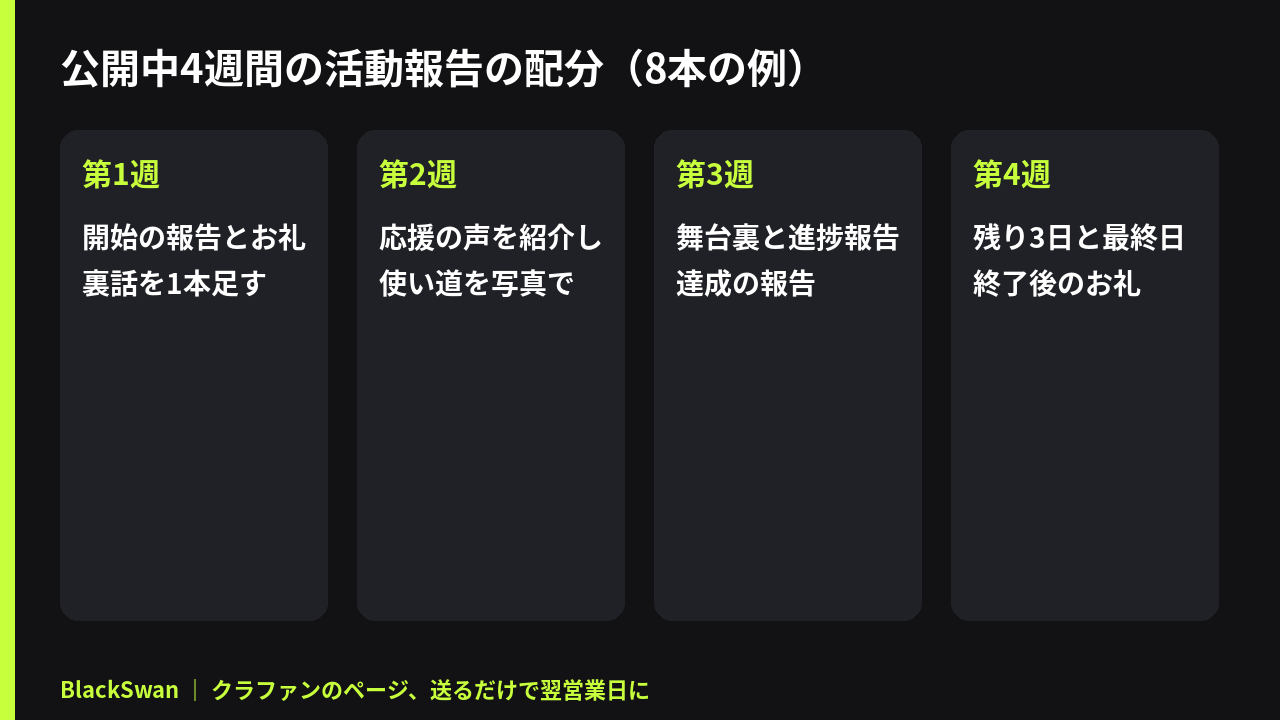 公開中4週間の活動報告の配分（8本の例）
第1週
開始の報告とお礼
裏話を1本足す
第2週
応援の声を紹介し
使い道を写真で
第3週
舞台裏と進捗報告
達成の報告
第4週
残り3日と最終日
終了後のお礼
BlackSwan｜クラファンのページ、送るだけで翌営業日に